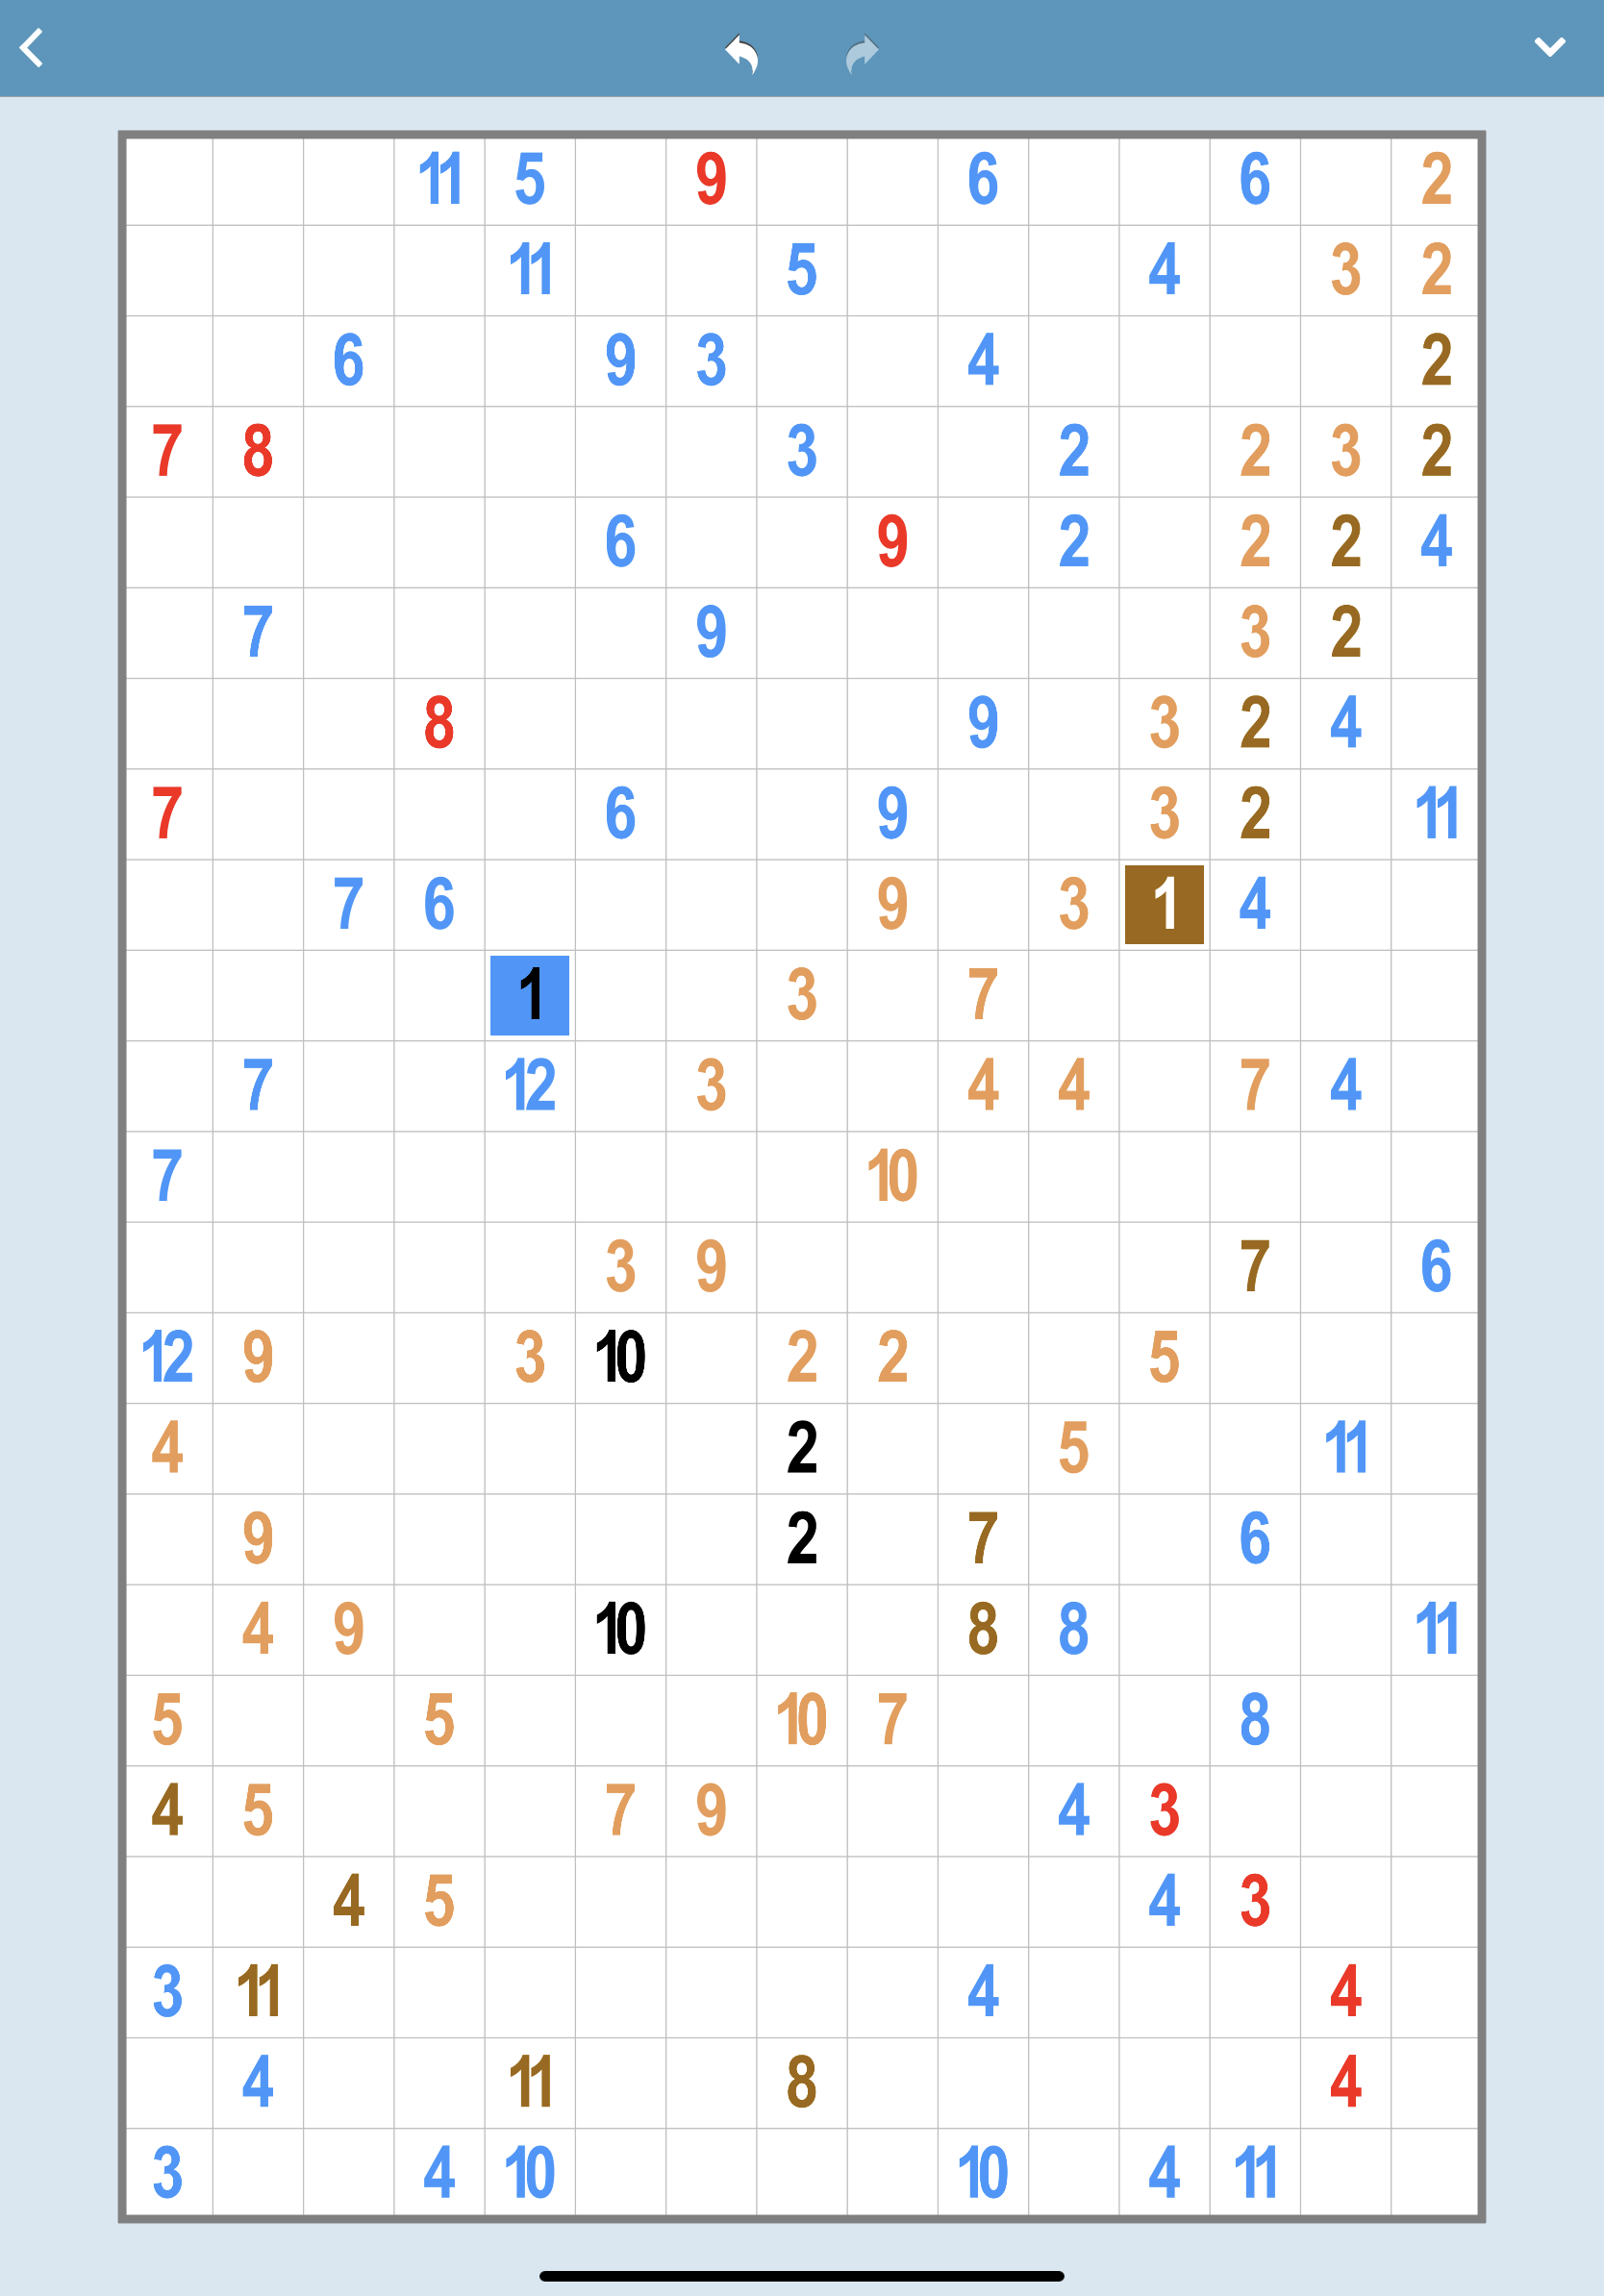 11 5 9 6 6 2
11 5 4 3 2
6 9 3 4 2
7 8 3 2 2 3 2
6 9 2 2 2 4
7 9 3 2
8 9 3 2 4
7 6 9 3 2 11
7 6 9 3 1 4
1 3 7
7 12 3 4 4 7 4
7 10
3 9 7 6
12 9 3 10 2 2 5
4 2 5 11
9 2 7 6
4 9 10 8 8 11
5 5 10 7 8
4 5 7 9 4 3
4 5 4 3
3 11 4 4
4 11 8 4
3 4 10 10 4 11